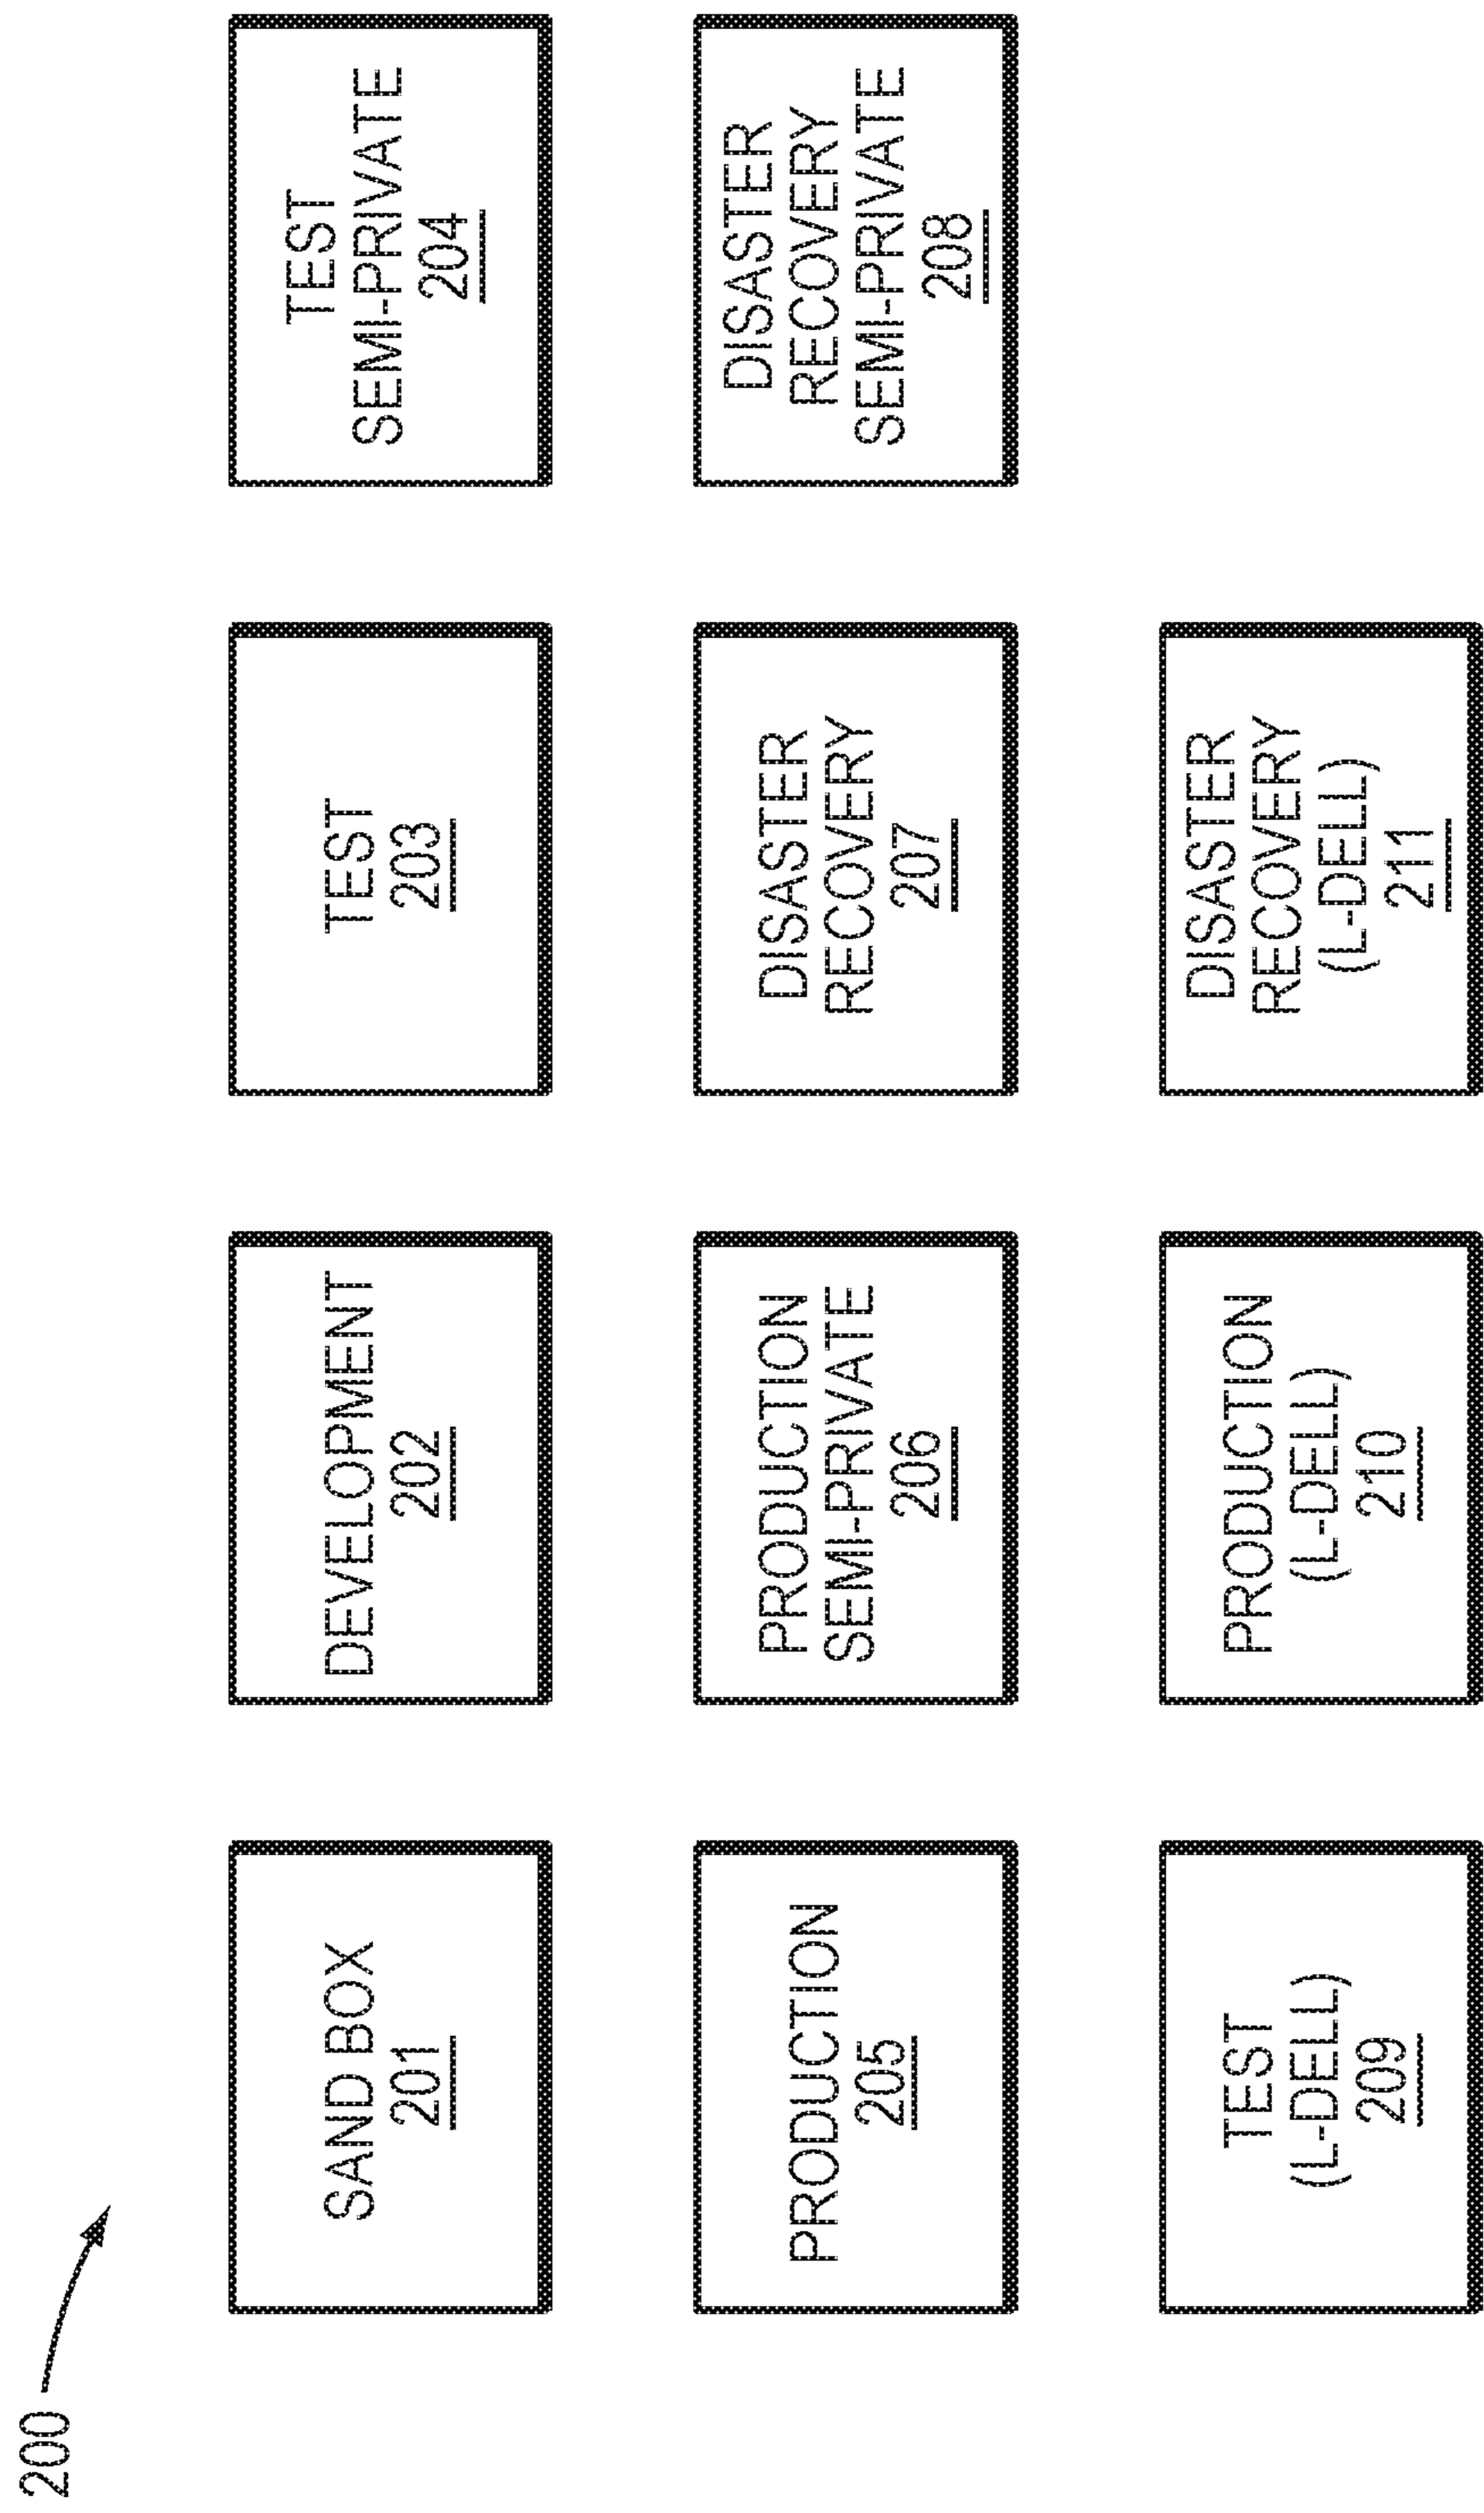 200
SAND BOX
201
DEVELOPMENT
202
TEST
203
TEST
SEMI-PRIVATE
204
PRODUCTION
205
PRODUCTION
SEMI-PRIVATE
206
DISASTER
RECOVERY
207
DISASTER
RECOVERY
SEMI-PRIVATE
208
TEST
(L-DELL)
209
PRODUCTION
(L-DELL)
210
DISASTER
RECOVERY
(L-DELL)
211